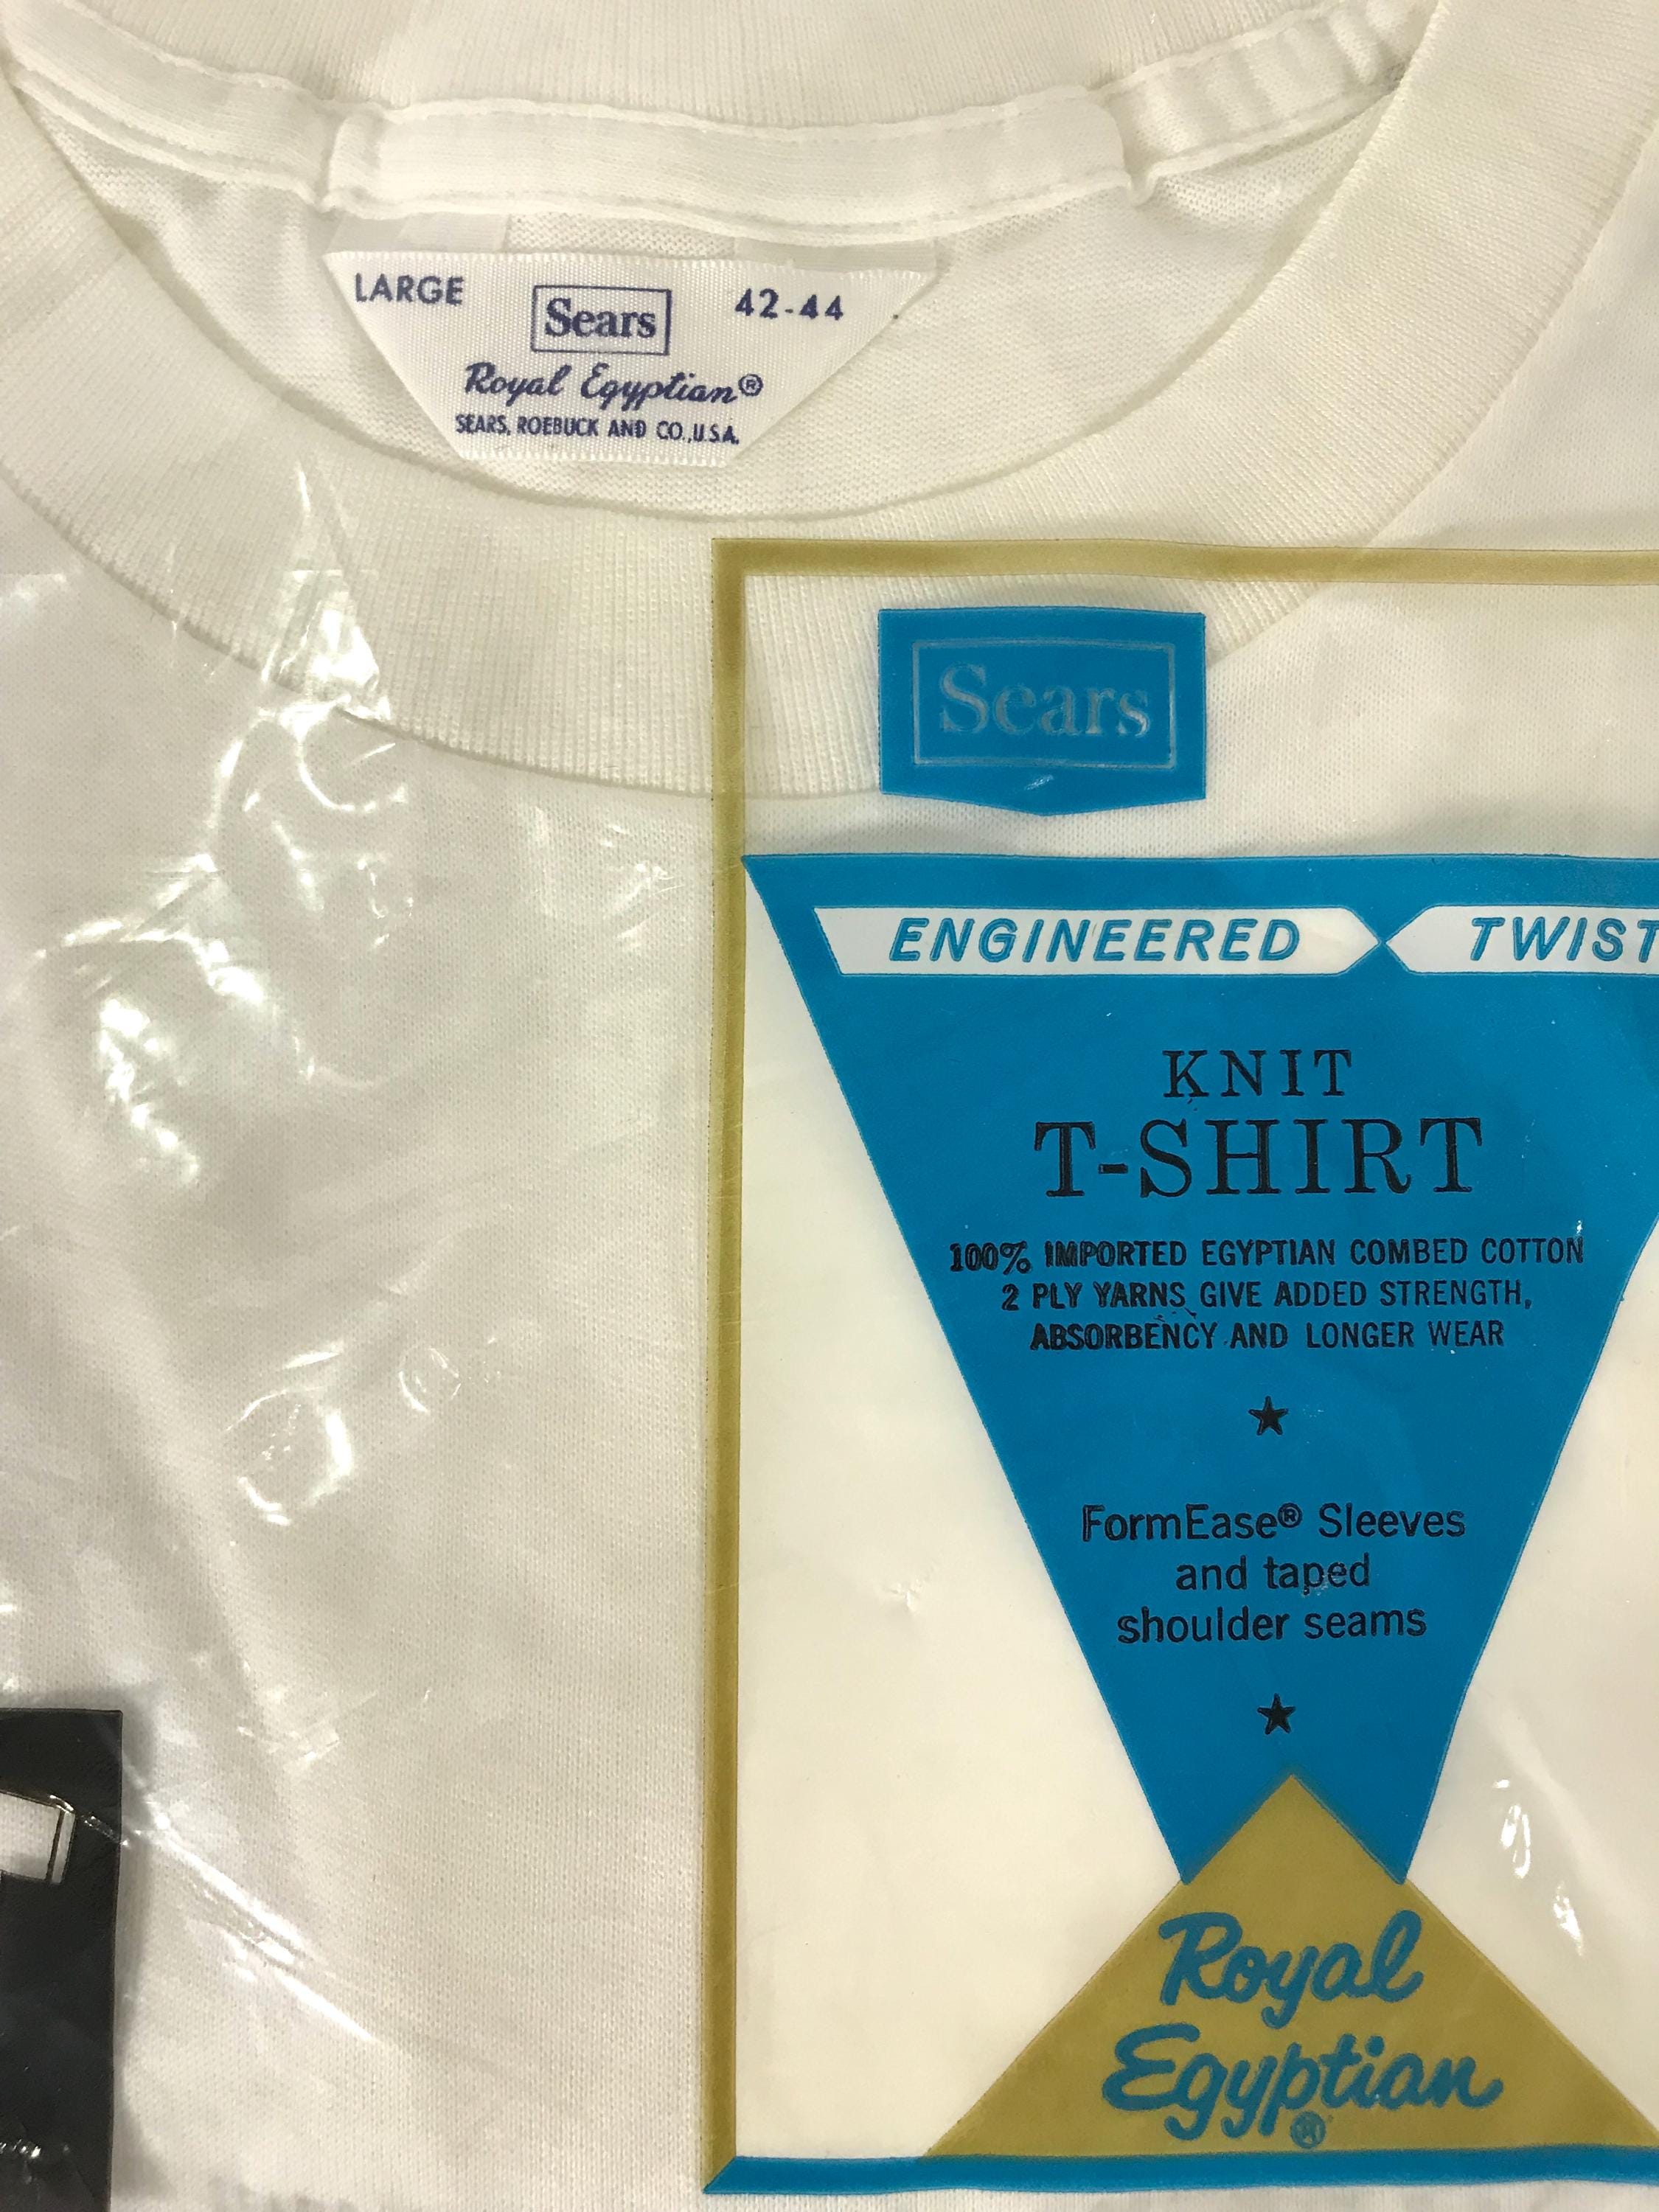 LARGE
Sears
42-44
Royal Egyptian®
SEARS, ROEBUCK AND CO., U.S.A.
Sears
ENGINEERED TWIST
KNIT
T-SHIRT
100% IMPORTED EGYPTIAN COMBED COTTON
2 PLY YARNS GIVE ADDED STRENGTH,
ABSORBENCY AND LONGER WEAR
FormEase® Sleeves
and taped
shoulder seams
Royal
Egyptian
®